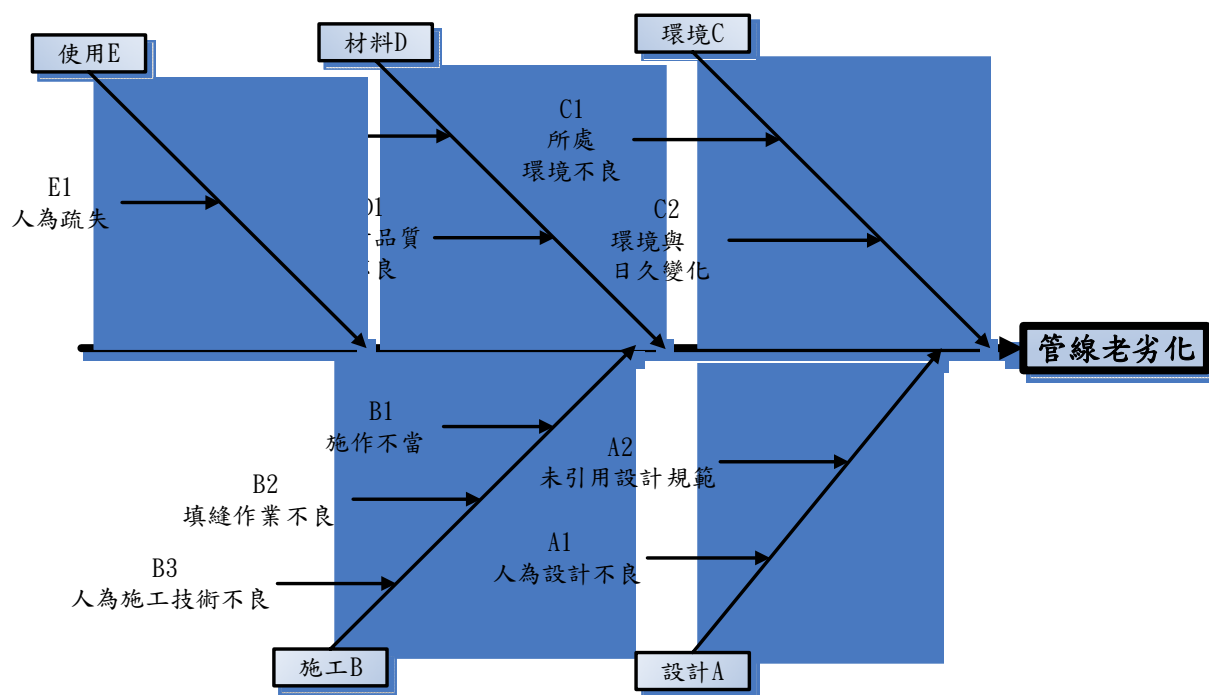 使用E
材料D
環境C
C1
所處
環境不良
E1
人為疏失
品質
良
C2
環境與
日久變化
管線老劣化
B1
施作不當
A2
未引用設計規範
B2
填縫作業不良
A1
人為設計不良
B3
人為施工技術不良
施工B
設計A